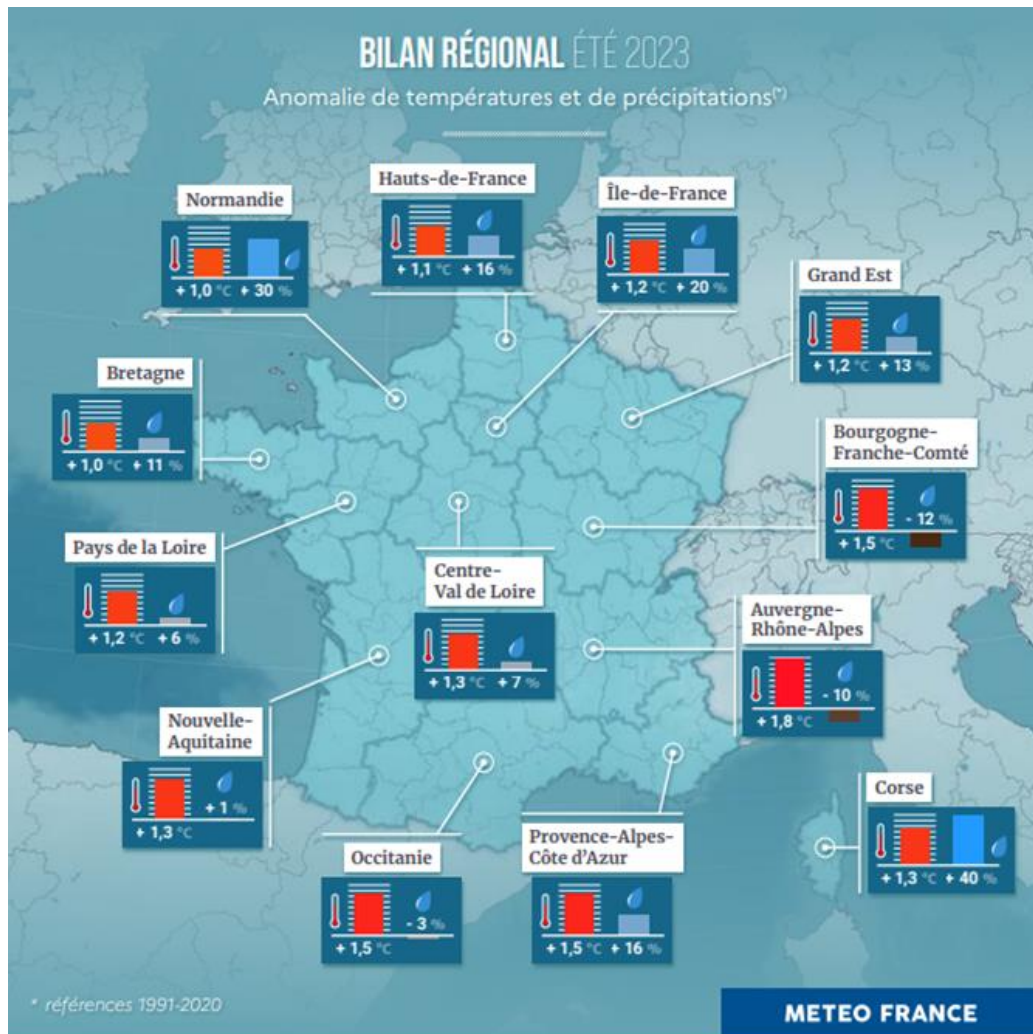 BILAN RÉGIONAL ÉTÉ 2023
Anomalie de températures et de précipitations(*)
Hauts-de-France
+ 1,1 °C + 16 %
Normandie
+ 1,0 °C + 30 %
Île-de-France
+ 1,2 °C + 20 %
Grand Est
+ 1,2 °C + 13 %
Bretagne
+ 1,0 °C + 11 %
Bourgogne-
Franche-Comté
- 12 %
+ 1,5 °C
Pays de la Loire
+ 1,2 °C + 6 %
Centre-
Val de Loire
+ 1,3 °C + 7 %
Auvergne-
Rhône-Alpes
- 10 %
+ 1,8 °C
Nouvelle-
Aquitaine
+ 1 %
+ 1,3 °C
Occitanie
- 3 %
+ 1,5 °C
Provence-Alpes-
Côte d'Azur
+ 1,5 °C + 16 %
Corse
+ 1,3 °C + 40 %
* références 1991-2020
METEO FRANCE